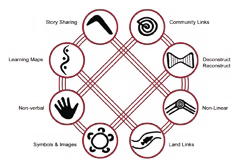 Story Sharing
Community Links
Learning Maps
Deconstruct
Reconstruct
Non-verbal
Non-Linear
Symbols & Images
Land Links